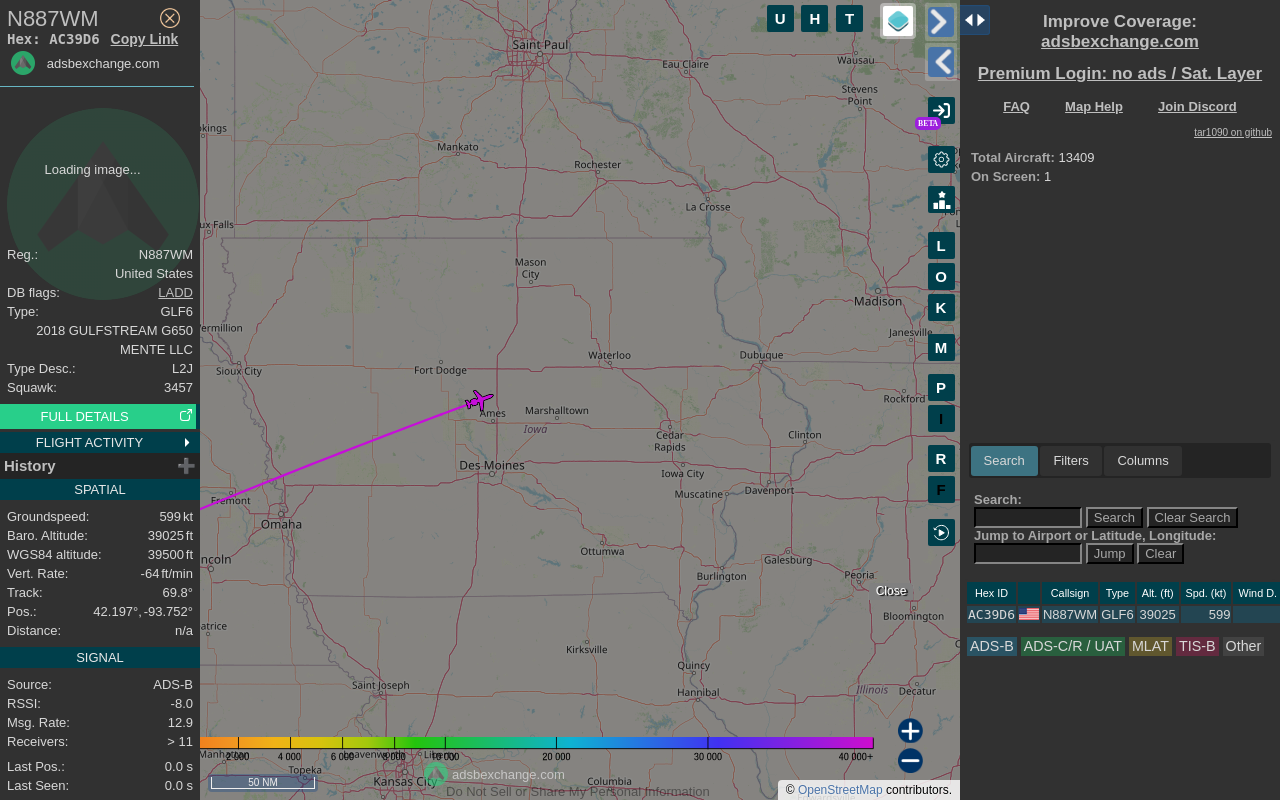 N887WM
Hex: AC39D6 Copy Link
adsbexchange.com
Loading image...
Reg.: N887WM
United States
DB flags: LADD
Type: GLF6
2018 GULFSTREAM G650
MENTE LLC
Type Desc.: L2J
Squawk: 3457
FULL DETAILS
FLIGHT ACTIVITY
History
SPATIAL
Groundspeed: 599 kt
Baro. Altitude: 39025 ft
WGS84 altitude: 39500 ft
Vert. Rate: -64 ft/min
Track: 69.8°
Pos.: 42.197°, -93.752°
Distance: n/a
SIGNAL
Source: ADS-B
RSSI: -8.0
Msg. Rate: 12.9
Receivers: > 11
Last Pos.: 0.0 s
Last Seen: 0.0 s
U H T
Saint Paul
Eau Claire
Wausau
Stevens
Point
BETA
okings
Mankato
Rochester
La Crosse
ux Falls
Mason
City
Madison
Janesville
Vermillion
Sioux City
Fort Dodge
Waterloo
Dubuque
Rockford
Ames
Marshalltown
Iowa
Cedar
Rapids
Clinton
Des Moines
Iowa City
Muscatine
Davenport
Fremont
Omaha
Ottumwa
Galesburg
Burlington
Peoria
ncoln
Close
Bloomington
atrice
Kirksville
Quincy
Saint Joseph
Hannibal
Illinois
Decatur
L
O
K
M
P
I
R
F
Manhattan
Leavenworth
Liberty
2 000 4 000 6 000 8 000 10 000 20 000 30 000 40 000+
Topeka
Kansas City
Columbia
50 NM
adsbexchange.com
Do Not Sell or Share My Personal Information
© OpenStreetMap contributors.
Improve Coverage:
adsbexchange.com
Premium Login: no ads / Sat. Layer
FAQ Map Help Join Discord
tar1090 on github
Total Aircraft: 13409
On Screen: 1
Search Filters Columns
Search:
Search Clear Search
Jump to Airport or Latitude, Longitude:
Jump Clear
Hex ID Callsign Type Alt. (ft) Spd. (kt) Wind D.
AC39D6 N887WM GLF6 39025 599
ADS-B ADS-C/R / UAT MLAT TIS-B Other